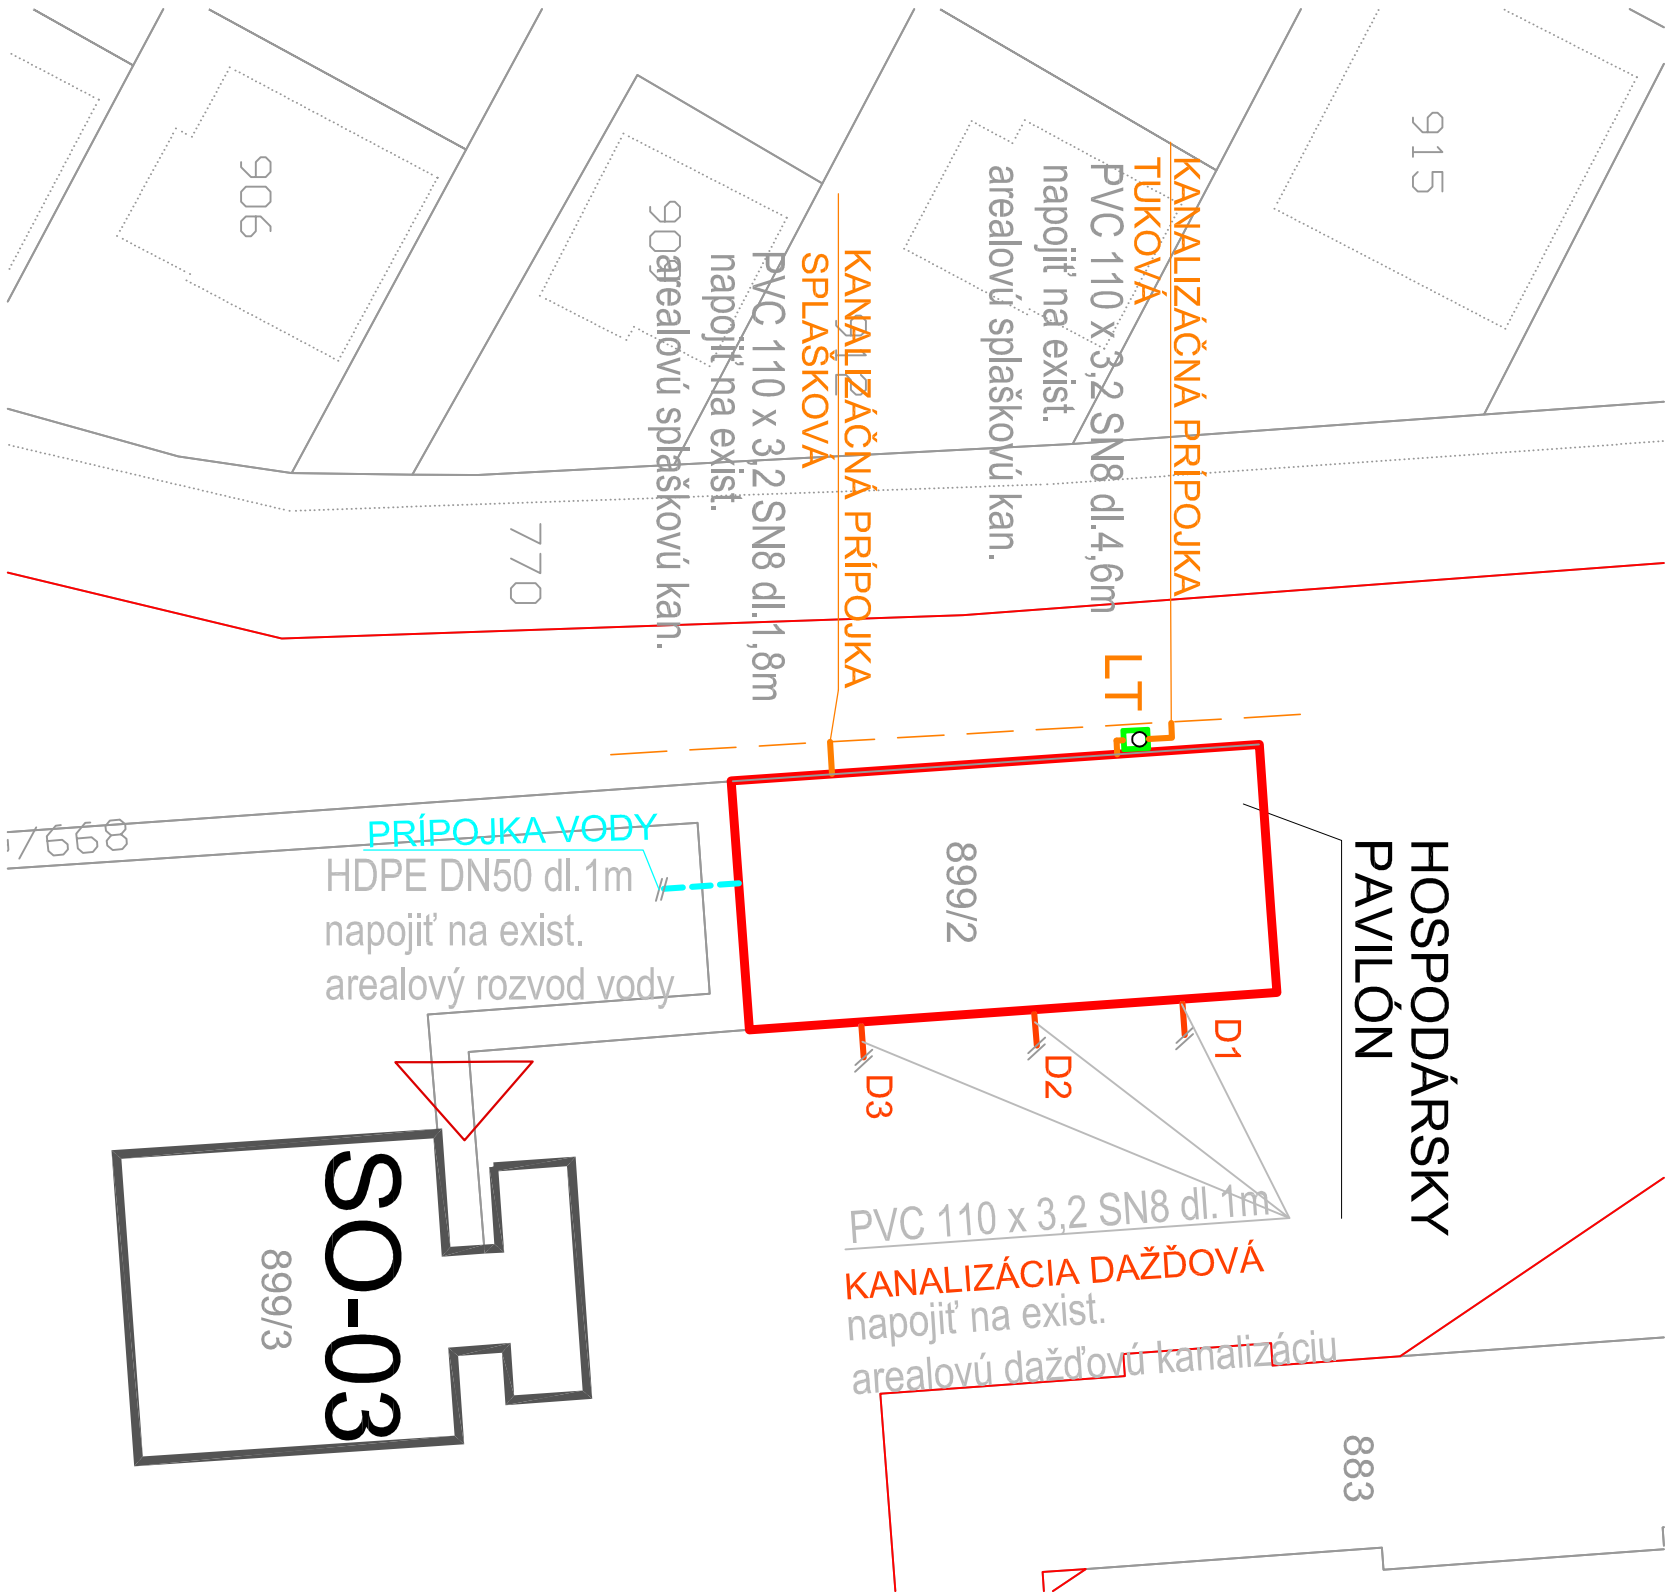 906
915
KANALIZÁČNÁ PRÍPOJKA
TUKOVÁ
PVC 110 x 3,2 SN8 dl.4,6m
napojiť na exist.
arealovú splaškovú kan.
KANALIZÁČNÁ PRÍPOJKA
SPLAŠKOVÁ
PVC 110 x 3,2 SN8 dl.1,8m
napojiť na exist.
arealovú splaškovú kan.
770
LT
PRÍPOJKA VODY
HDPE DN50 dl.1m
napojiť na exist.
arealový rozvod vody
899/2
HOSPODÁRSKY
PAVILÓN
D1
D2
D3
PVC 110 x 3,2 SN8 dl.1m
KANALIZÁCIA DAŽĎOVÁ
napojiť na exist.
arealovú dažďovú kanalizáciu
SO-03
899/3
883